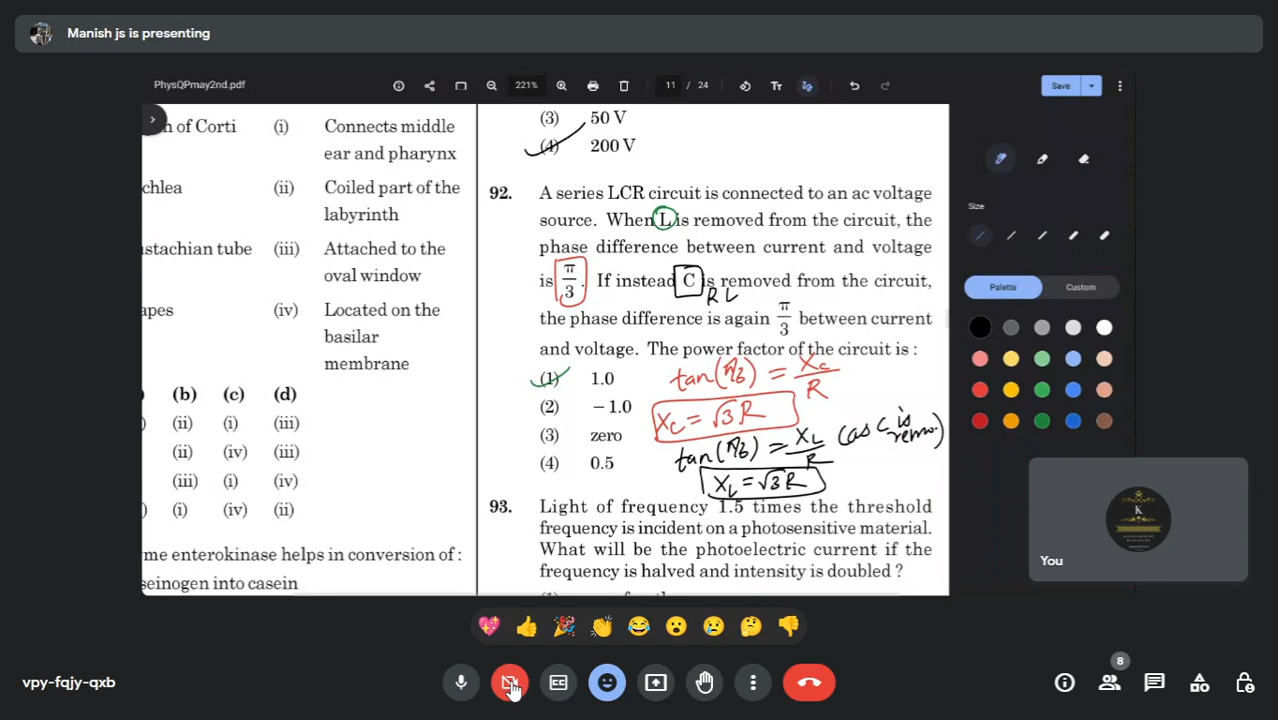 Manish js is presenting
PhysQPmay2nd.pdf
221%
11 / 24
Save
n of Corti (i) Connects middle
ear and pharynx
chlea (ii) Coiled part of the
labyrinth
stachian tube (iii) Attached to the
oval window
apes (iv) Located on the
basilar
membrane
(b) (c) (d)
(ii) (i) (iii)
(ii) (iv) (iii)
(iii) (i) (iv)
(i) (iv) (ii)
me enterokinase helps in conversion of :
seinogen into casein
(3) 50 V
(4) 200 V
92. A series LCR circuit is connected to an ac voltage
source. When L is removed from the circuit, the
phase difference between current and voltage
is π/3. If instead C is removed from the circuit,
R L
the phase difference is again π/3 between current
and voltage. The power factor of the circuit is :
(1) 1.0
(2) − 1.0
(3) zero
(4) 0.5
tan(π/3) = Xc/R
Xc = √3 R
tan(π/3) = XL/R (as C is
remo.)
XL = √3 R
93. Light of frequency 1.5 times the threshold
frequency is incident on a photosensitive material.
What will be the photoelectric current if the
frequency is halved and intensity is doubled ?
Size
Palette
Custom
K
You
vpy-fqjy-qxb
8